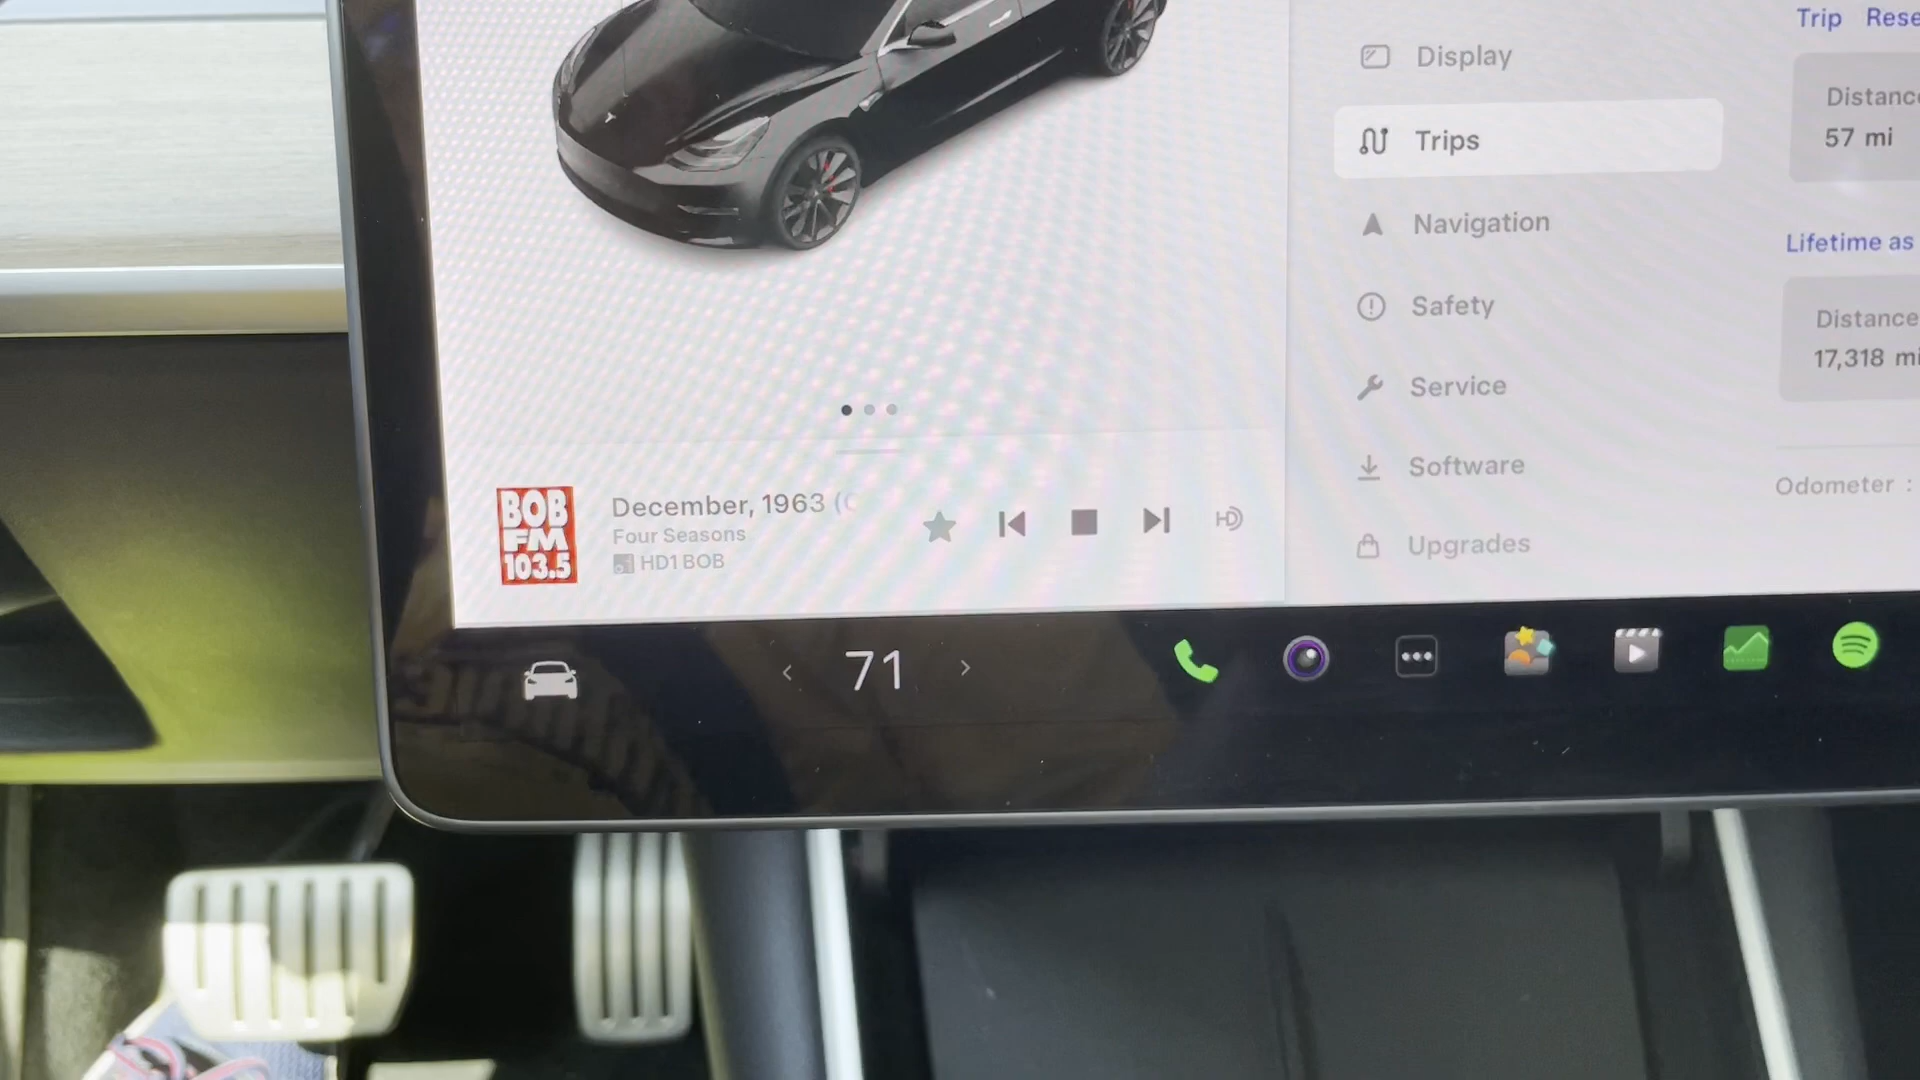 Trip
Display
Distance
57 mi
Trips
Navigation
Lifetime as
Safety
Distance
17,318 mi
Service
Software
Odometer :
Upgrades
BOB
FM
103.5
December, 1963 (
Four Seasons
HD1 BOB
HD
71